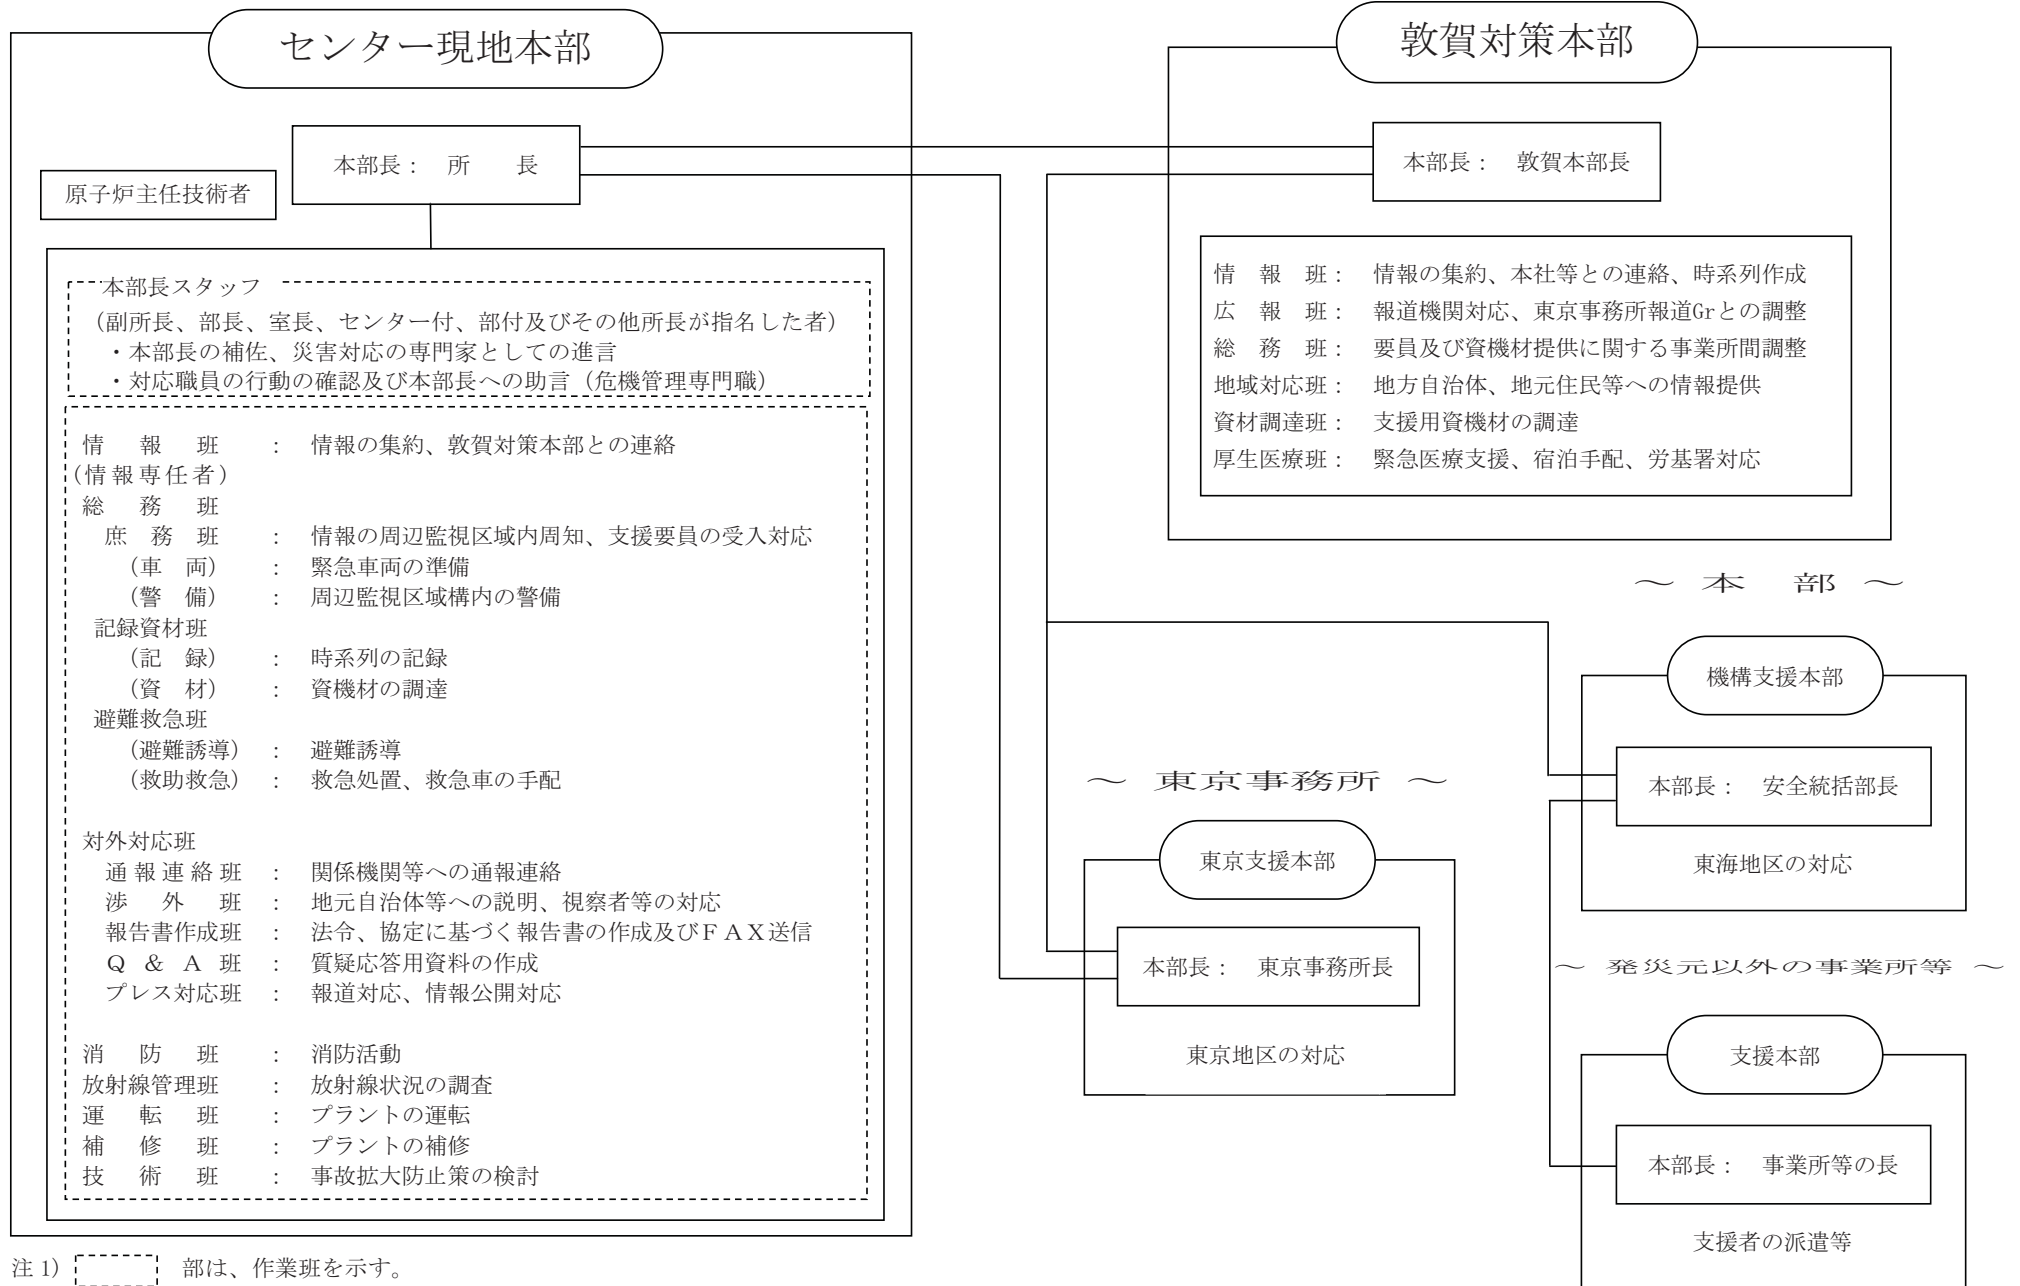 センター現地本部
本部長： 所 長
原子炉主任技術者
本部長スタッフ
（副所長、部長、室長、センター付、部付及びその他所長が指名した者）
・本部長の補佐、災害対応の専門家としての進言
・対応職員の行動の確認及び本部長への助言（危機管理専門職）
情 報 班 ： 情報の集約、敦賀対策本部との連絡
（情報専任者）
総 務 班
庶 務 班 ： 情報の周辺監視区域内周知、支援要員の受入対応
（車 両） ： 緊急車両の準備
（警 備） ： 周辺監視区域構内の警備
記録資材班
（記 録） ： 時系列の記録
（資 材） ： 資機材の調達
避難救急班
（避難誘導） ： 避難誘導
（救助救急） ： 救急処置、救急車の手配
対外対応班
通報連絡班 ： 関係機関等への通報連絡
渉 外 班 ： 地元自治体等への説明、視察者等の対応
報告書作成班 ： 法令、協定に基づく報告書の作成及びＦＡＸ送信
Ｑ ＆ Ａ 班 ： 質疑応答用資料の作成
プレス対応班 ： 報道対応、情報公開対応
消 防 班 ： 消防活動
放射線管理班 ： 放射線状況の調査
運 転 班 ： プラントの運転
補 修 班 ： プラントの補修
技 術 班 ： 事故拡大防止策の検討
注 1） 部は、作業班を示す。
敦賀対策本部
本部長： 敦賀本部長
情 報 班： 情報の集約、本社等との連絡、時系列作成
広 報 班： 報道機関対応、東京事務所報道Grとの調整
総 務 班： 要員及び資機材提供に関する事業所間調整
地域対応班： 地方自治体、地元住民等への情報提供
資材調達班： 支援用資機材の調達
厚生医療班： 緊急医療支援、宿泊手配、労基署対応
～ 東京事務所 ～
東京支援本部
本部長： 東京事務所長
東京地区の対応
～ 本 部 ～
機構支援本部
本部長： 安全統括部長
東海地区の対応
～ 発災元以外の事業所等 ～
支援本部
本部長： 事業所等の長
支援者の派遣等